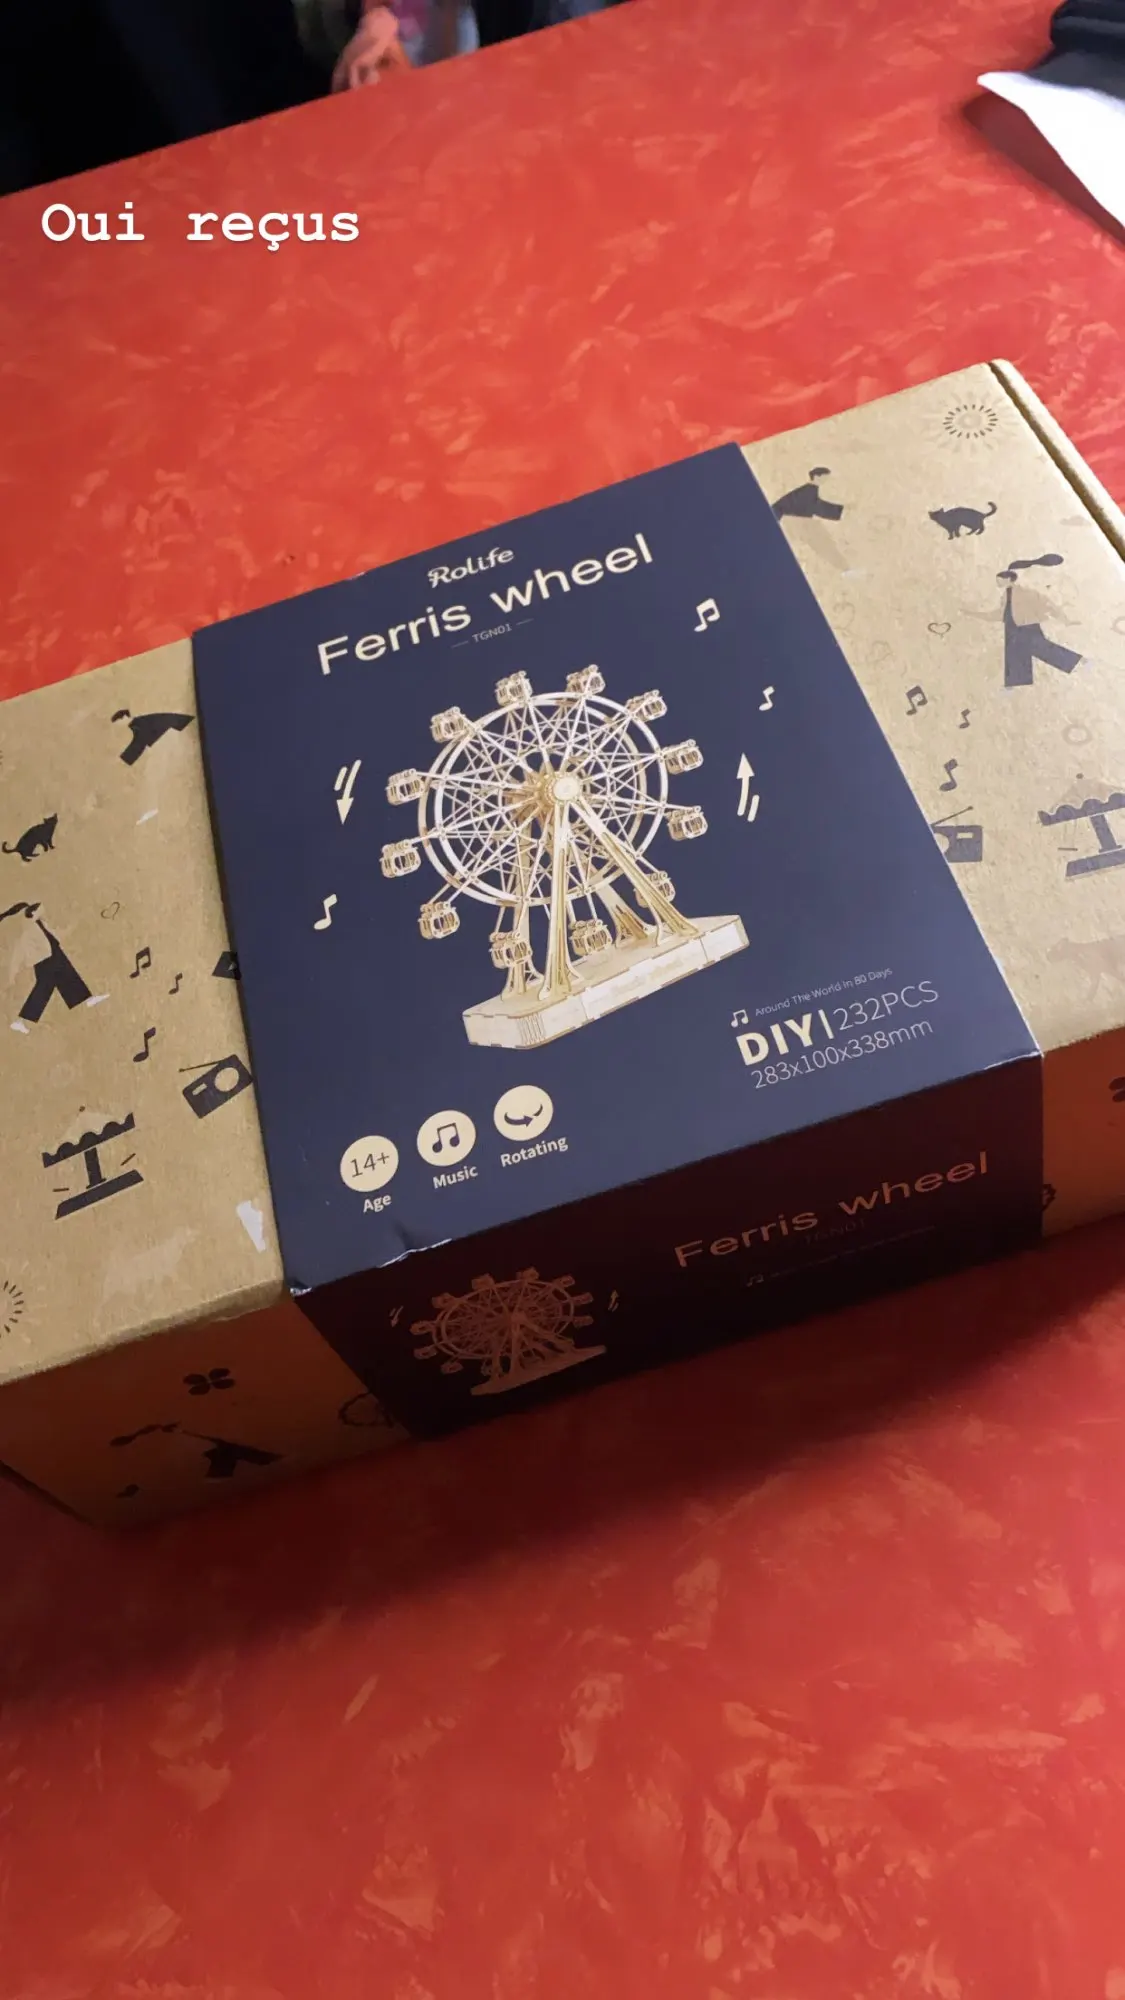 Oui reçus
Rolife
Ferris wheel
TGN01
Around The World in 80 Days
DIY | 232PCS
283x100x338mm
14+
Age
Music
Rotating
Ferris wheel
TGN01